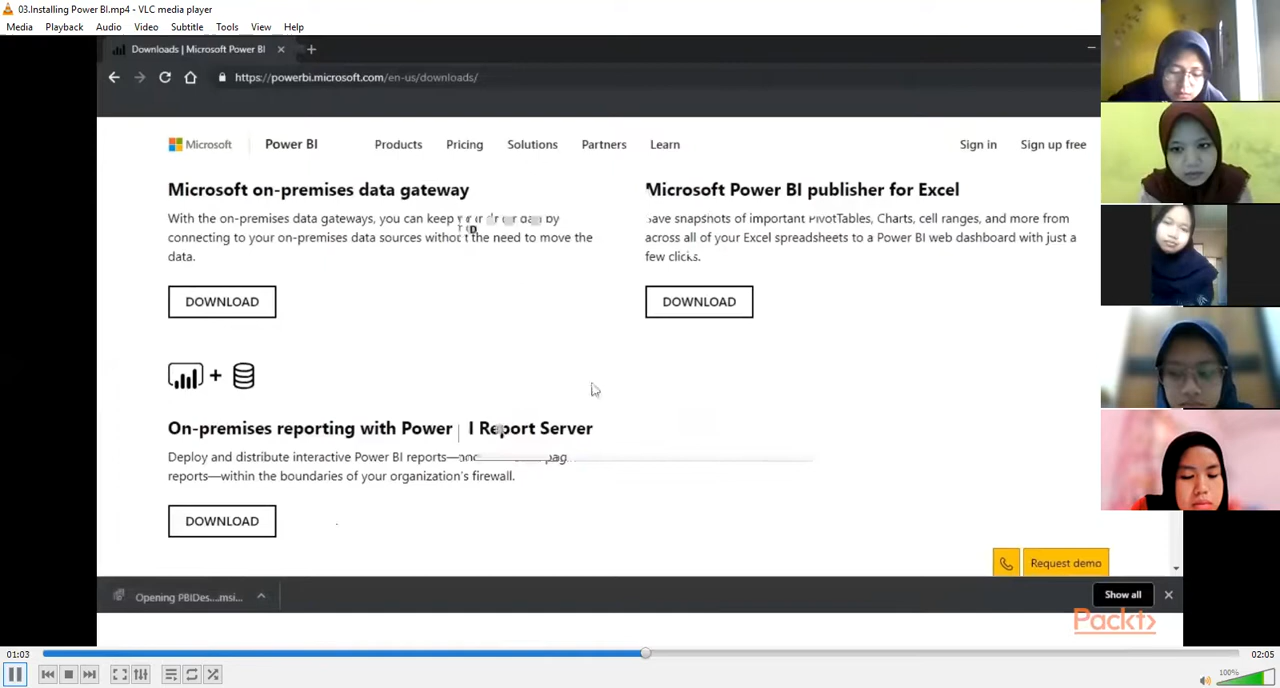 03.Installing Power BI.mp4 - VLC media player
Media Playback Audio Video Subtitle Tools View Help
Downloads | Microsoft Power BI
https://powerbi.microsoft.com/en-us/downloads/
Microsoft Power BI Products Pricing Solutions Partners Learn Sign in Sign up free
Microsoft on-premises data gateway
With the on-premises data gateways, you can keep by
connecting to your on-premises data sources without the need to move the
data.
DOWNLOAD
Microsoft Power BI publisher for Excel
Save snapshots of important PivotTables, Charts, cell ranges, and more from
across all of your Excel spreadsheets to a Power BI web dashboard with just a
few clicks.
DOWNLOAD
On-premises reporting with Power I Report Server
Deploy and distribute interactive Power BI reports—
reports—within the boundaries of your organization's firewall.
DOWNLOAD
Request demo
Opening PBIDes....msi...
Show all
Packt>
01:03
02:05
100%